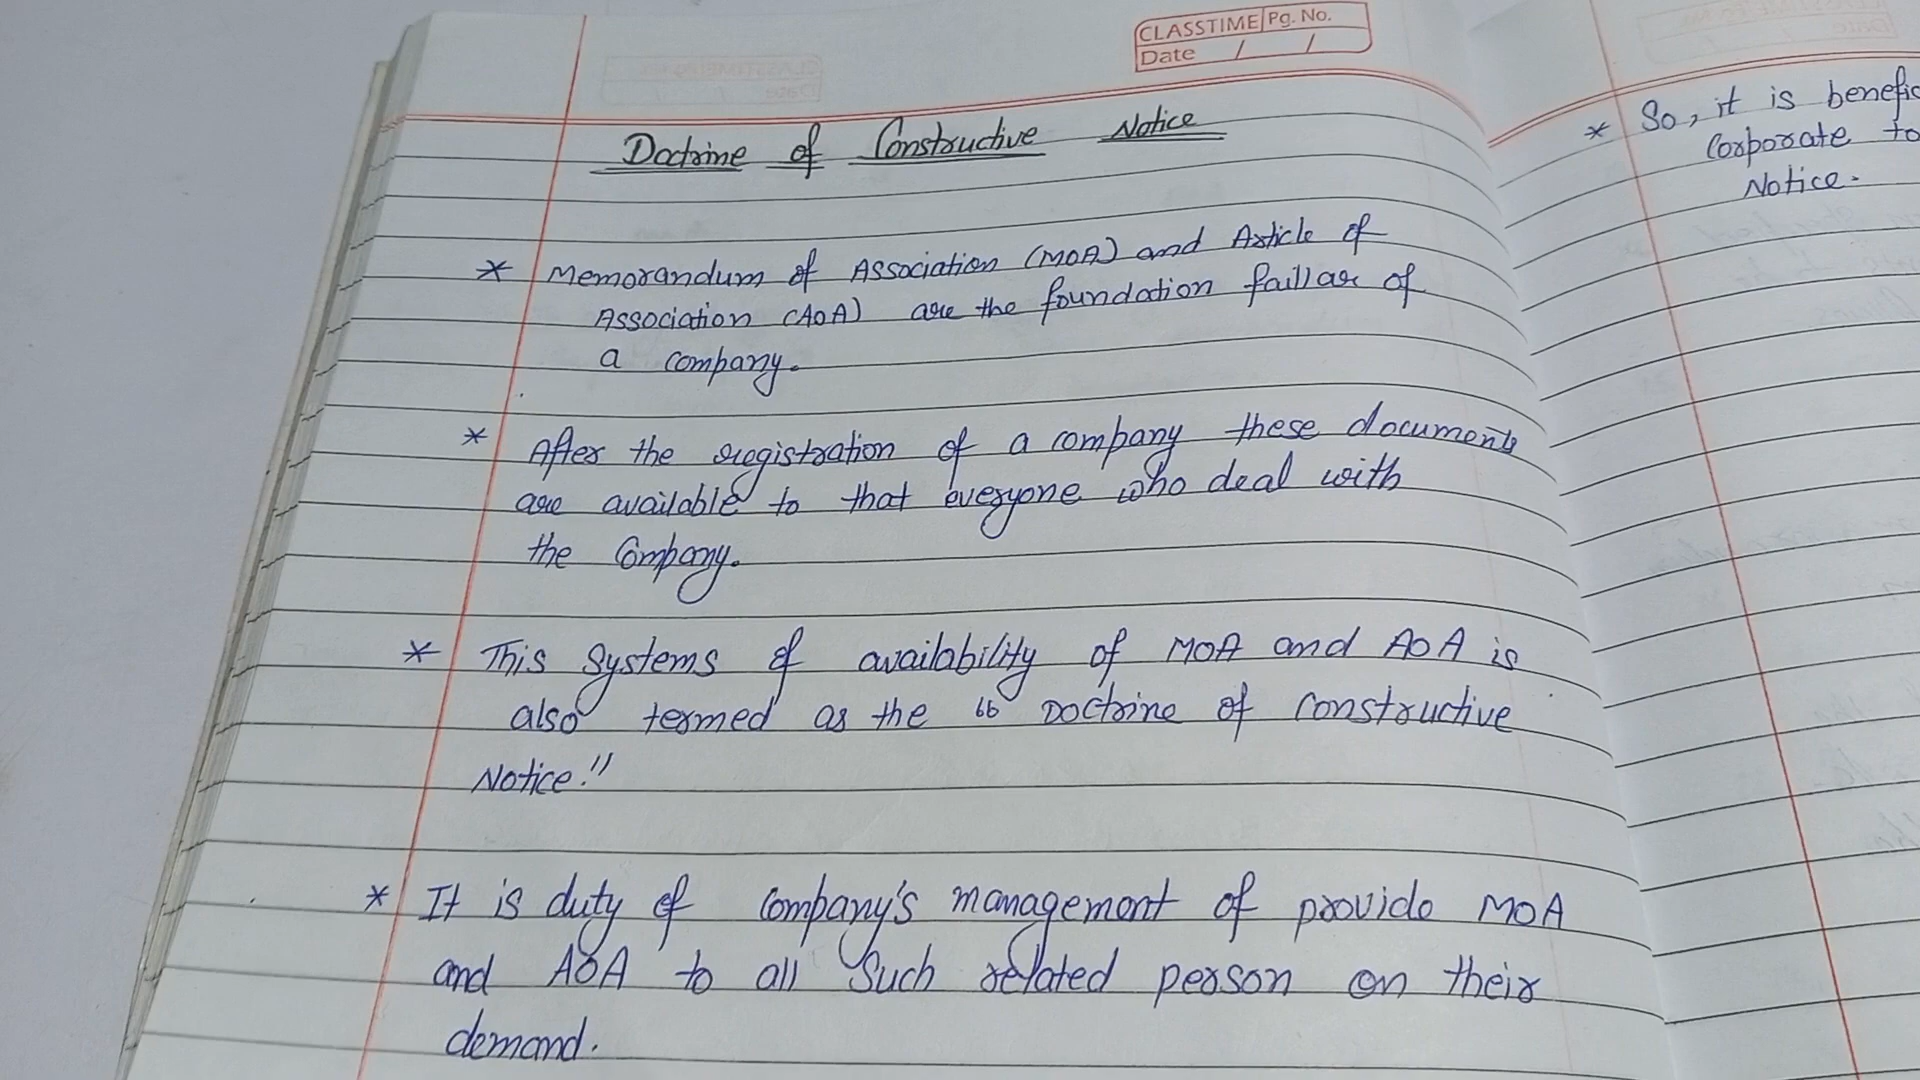 CLASSTIME Pg. No.
Date / /
Doctrine of Constructive Notice
* Memorandum of Association (MOA) and Article of
Association (AOA) are the foundation faillar of
a company.
* After the registration of a company these documents
are available to that everyone who deal with
the Company.
* This Systems of availability of MOA and AOA is
also termed as the “ Doctrine of Constructive
Notice."
* It is duty of Company's management of provide MOA
and AOA to all Such related person on their
demand.
* So, it is benefic
Corporate to
Notice.